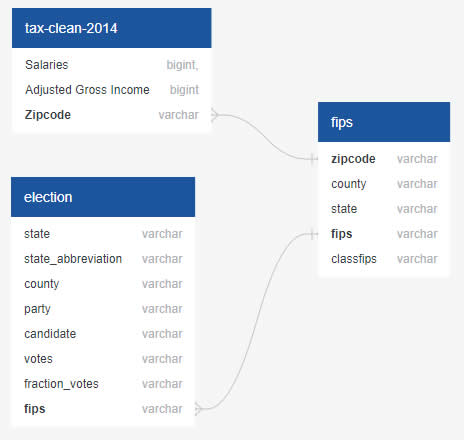 tax-clean-2014
Salaries bigint,
Adjusted Gross Income bigint
Zipcode varchar
fips
zipcode varchar
county varchar
state varchar
fips varchar
classfips varchar
election
state varchar
state_abbreviation varchar
county varchar
party varchar
candidate varchar
votes varchar
fraction_votes varchar
fips varchar